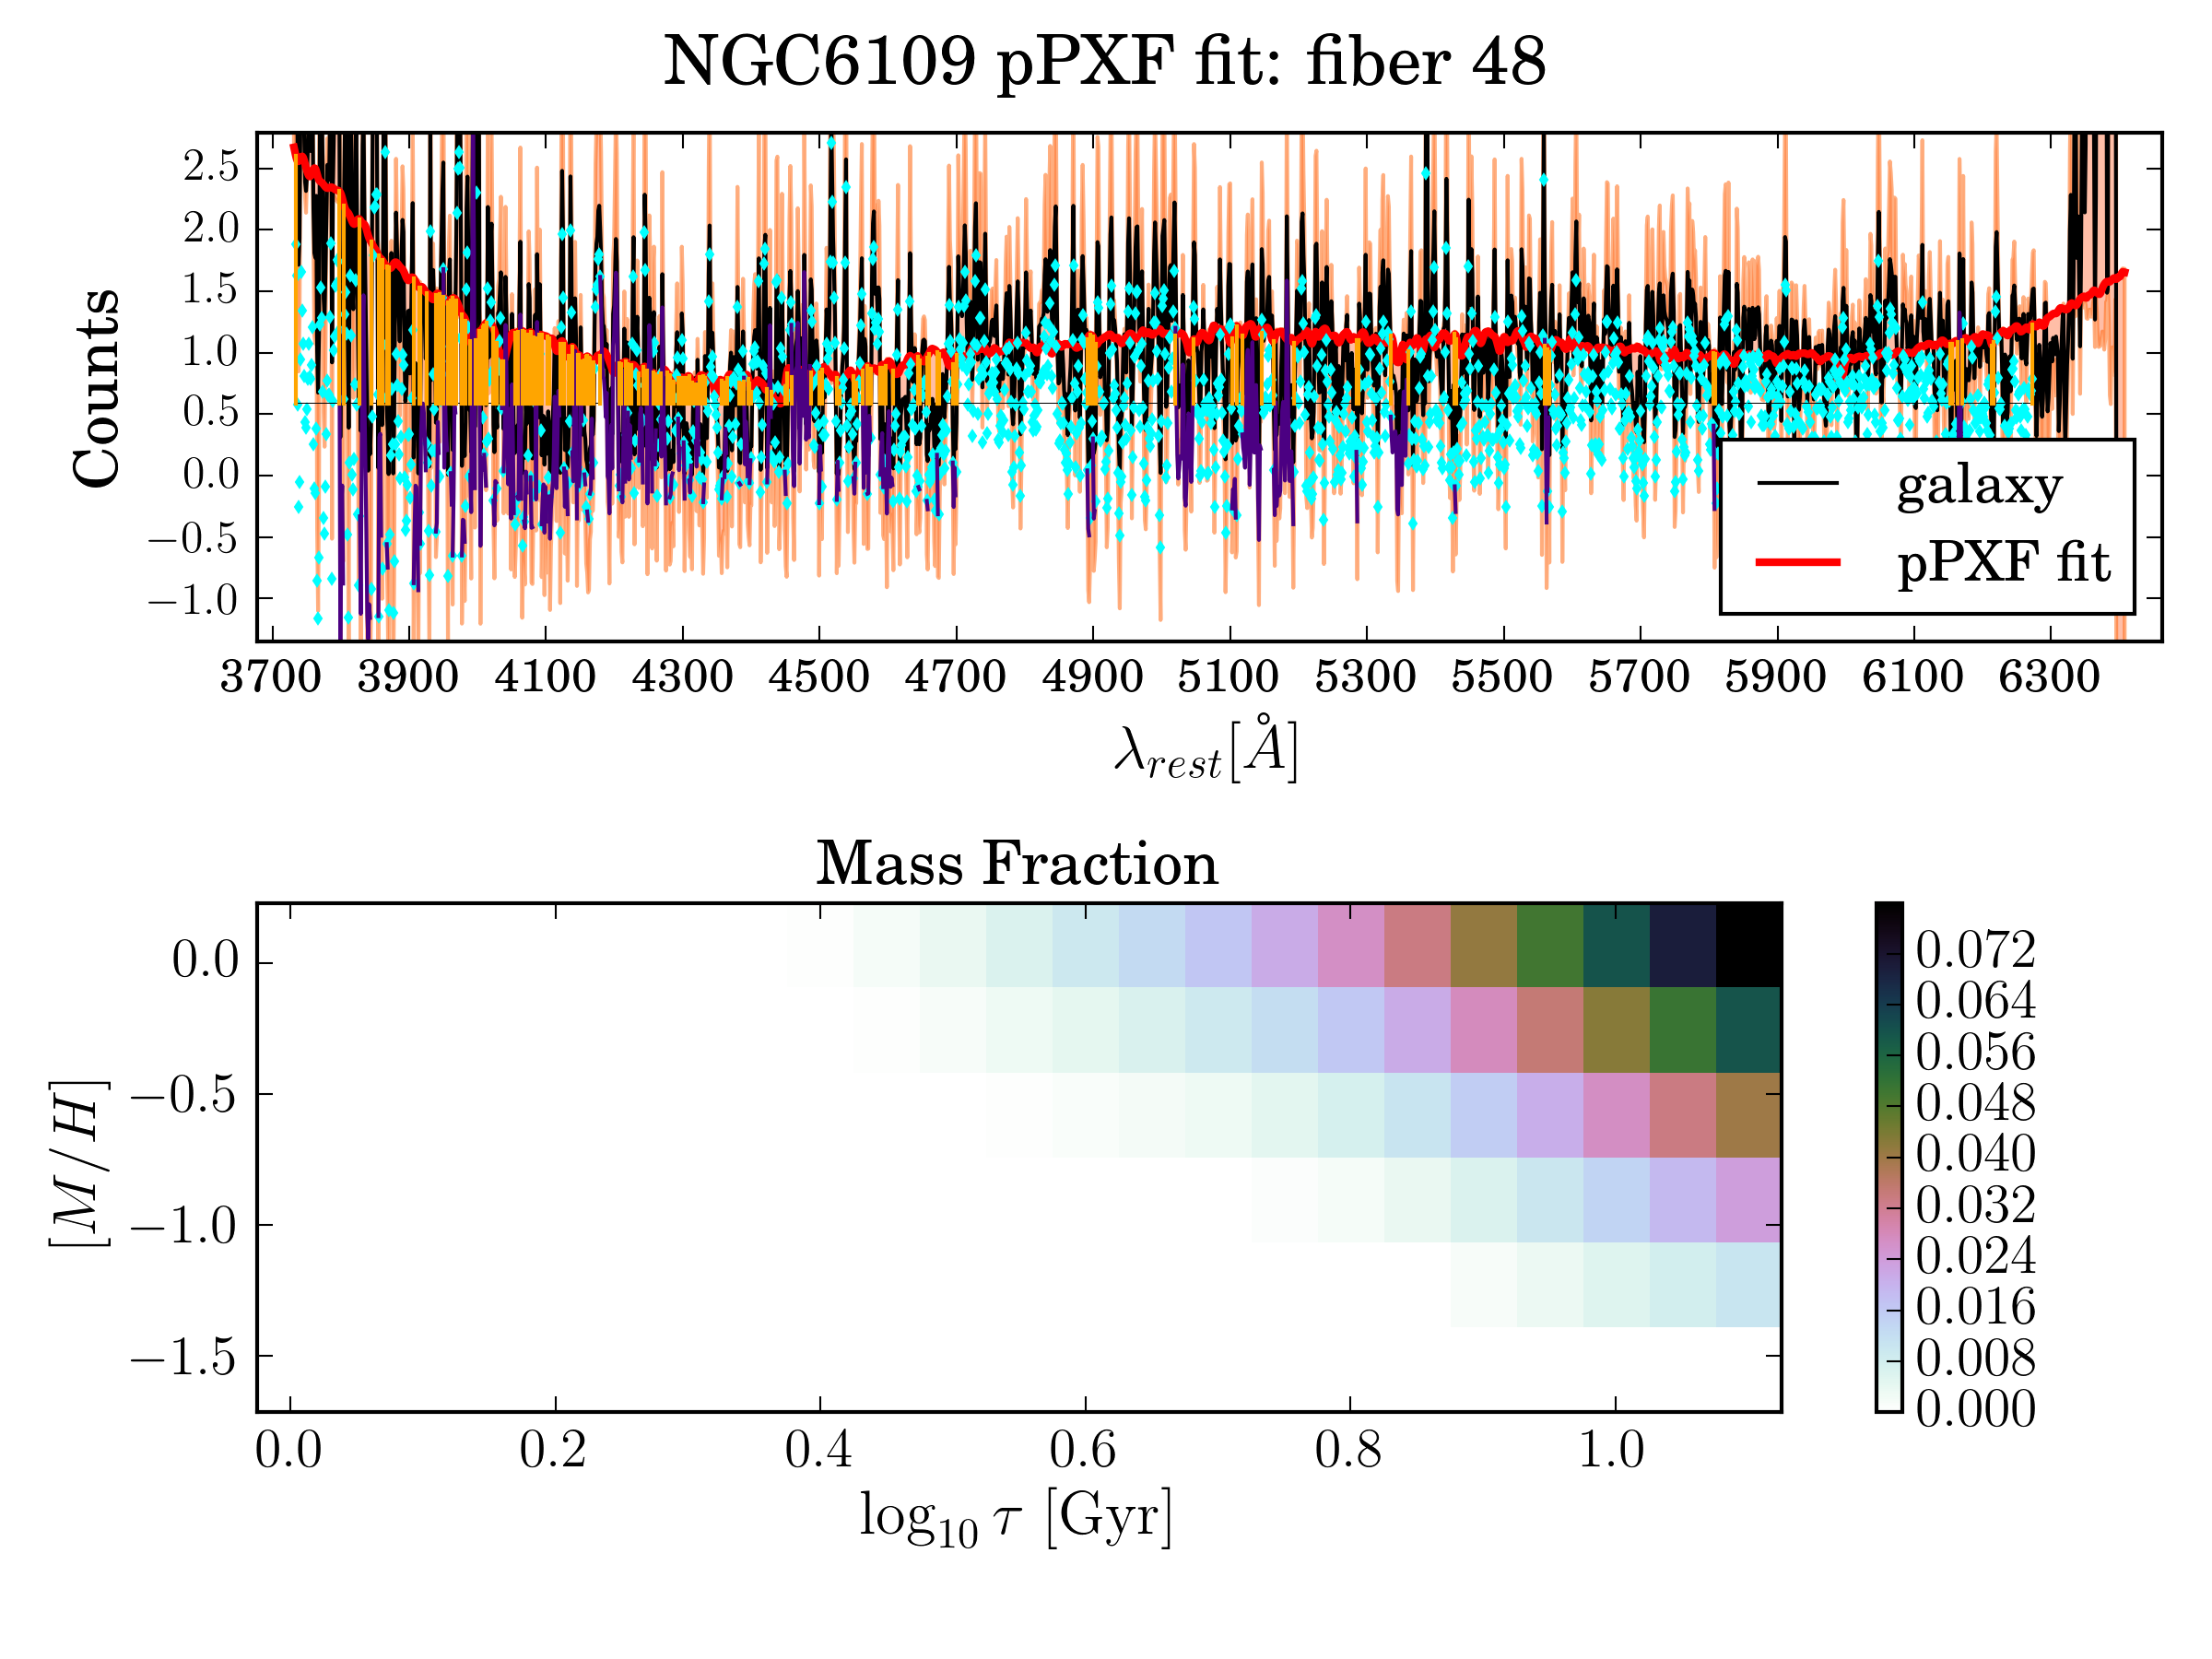 NGC6109 pPXF fit: fiber 48
2.5
2.0
1.5
1.0
0.5
0.0
−0.5
−1.0
Counts
galaxy
pPXF fit
3700 3900 4100 4300 4500 4700 4900 5100 5300 5500 5700 5900 6100 6300
λrest[Å]
Mass Fraction
0.0
−0.5
−1.0
−1.5
[M/H]
0.072
0.064
0.056
0.048
0.040
0.032
0.024
0.016
0.008
0.000
0.0 0.2 0.4 0.6 0.8 1.0
log10 τ [Gyr]